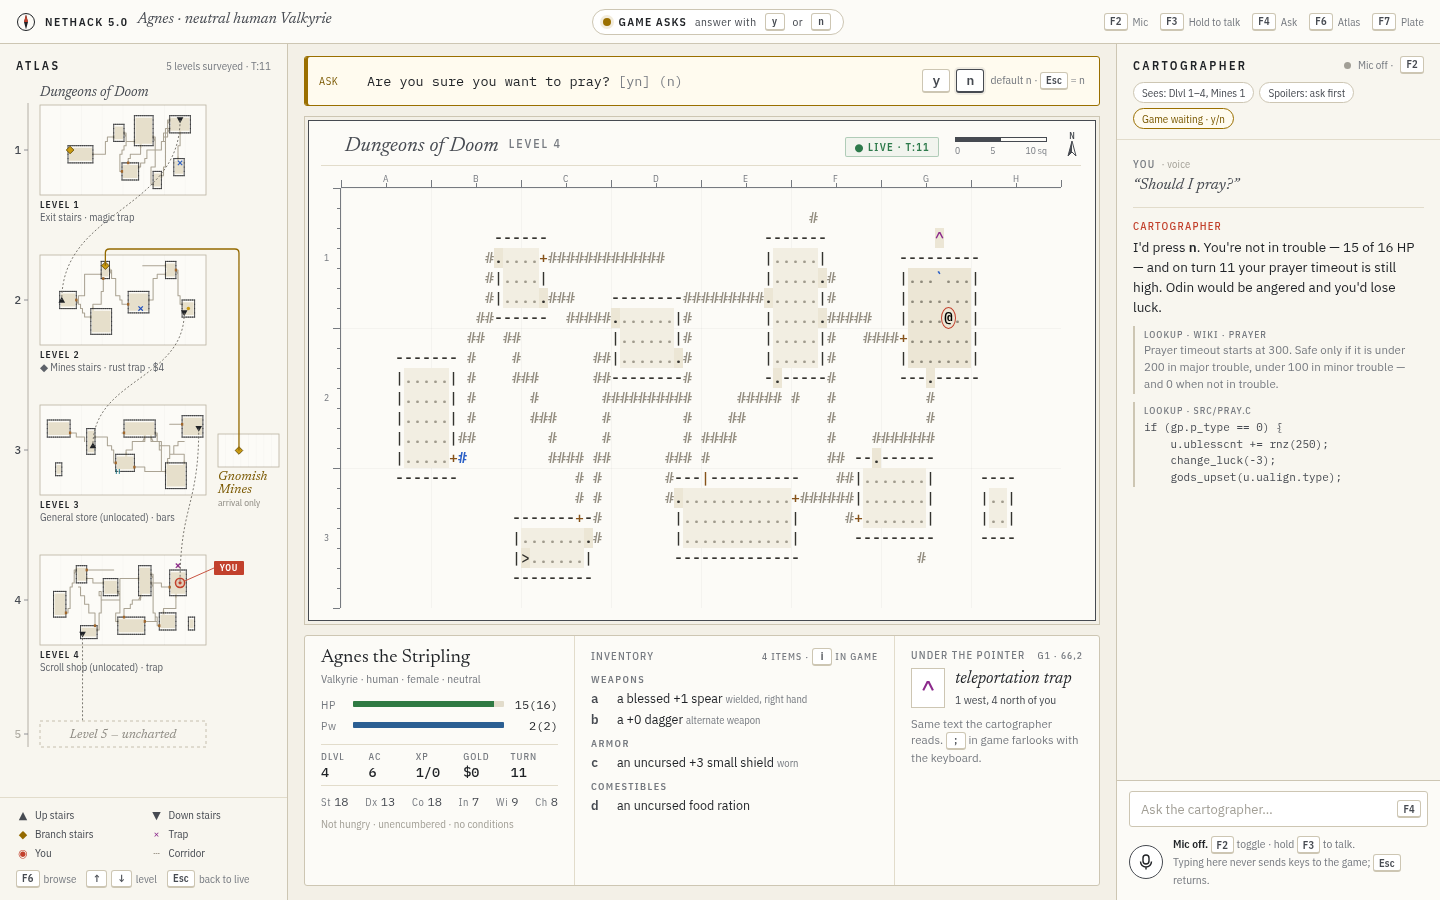 NETHACK 5.0 Agnes · neutral human Valkyrie
GAME ASKS answer with y or n
F2 Mic F3 Hold to talk F4 Ask F6 Atlas F7 Plate
ATLAS 5 levels surveyed · T:11
Dungeons of Doom
1
LEVEL 1
Exit stairs · magic trap
2
LEVEL 2
◆ Mines stairs · rust trap · $4
3
LEVEL 3
General store (unlocated) · bars
Gnomish
Mines
arrival only
YOU
4
LEVEL 4
Scroll shop (unlocated) · trap
5
Level 5 – uncharted
▲ Up stairs ▼ Down stairs
◆ Branch stairs × Trap
◉ You ┈ Corridor
F6 browse ↑ ↓ level Esc back to live
ASK Are you sure you want to pray? [yn] (n)
y n default n · Esc = n
Dungeons of Doom LEVEL 4
LIVE · T:11
0 5 10 sq
N
A B C D E F G H
1
2
3
Agnes the Stripling
Valkyrie · human · female · neutral
HP 15(16)
Pw 2(2)
DLVL AC XP GOLD TURN
4 6 1/0 $0 11
St 18 Dx 13 Co 18 In 7 Wi 9 Ch 8
Not hungry · unencumbered · no conditions
INVENTORY 4 ITEMS · i IN GAME
WEAPONS
a a blessed +1 spear wielded, right hand
b a +0 dagger alternate weapon
ARMOR
c an uncursed +3 small shield worn
COMESTIBLES
d an uncursed food ration
UNDER THE POINTER G1 · 66,2
^ teleportation trap
1 west, 4 north of you
Same text the cartographer
reads. ; in game farlooks with
the keyboard.
CARTOGRAPHER Mic off · F2
Sees: Dlvl 1–4, Mines 1 Spoilers: ask first
Game waiting · y/n
YOU · voice
“Should I pray?”
CARTOGRAPHER
I'd press n. You're not in trouble — 15 of 16 HP
— and on turn 11 your prayer timeout is still
high. Odin would be angered and you'd lose
luck.
LOOKUP · WIKI · PRAYER
Prayer timeout starts at 300. Safe only if it is under
200 in major trouble, under 100 in minor trouble —
and 0 when not in trouble.
LOOKUP · SRC/PRAY.C
if (gp.p_type == 0) {
u.ublesscnt += rnz(250);
change_luck(-3);
gods_upset(u.ualign.type);
Ask the cartographer... F4
Mic off. F2 toggle · hold F3 to talk.
Typing here never sends keys to the game; Esc
returns.